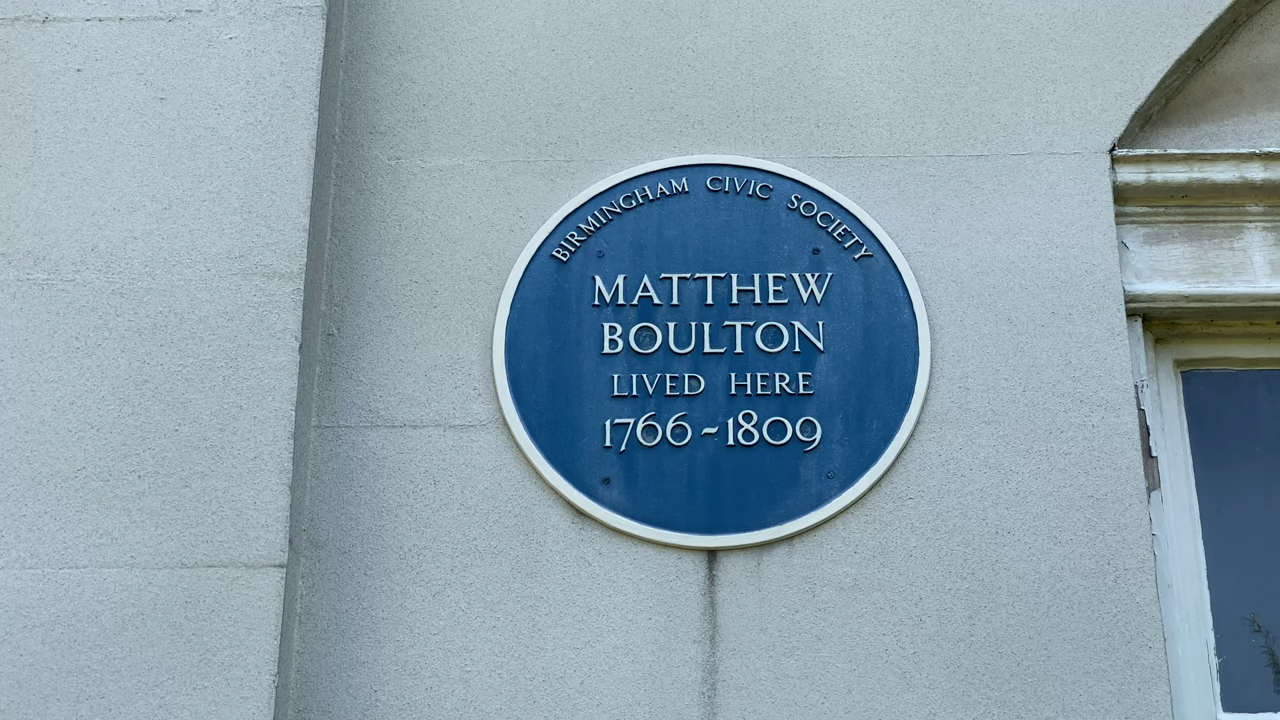 BIRMINGHAM CIVIC SOCIETY
MATTHEW
BOULTON
LIVED HERE
1766~1809